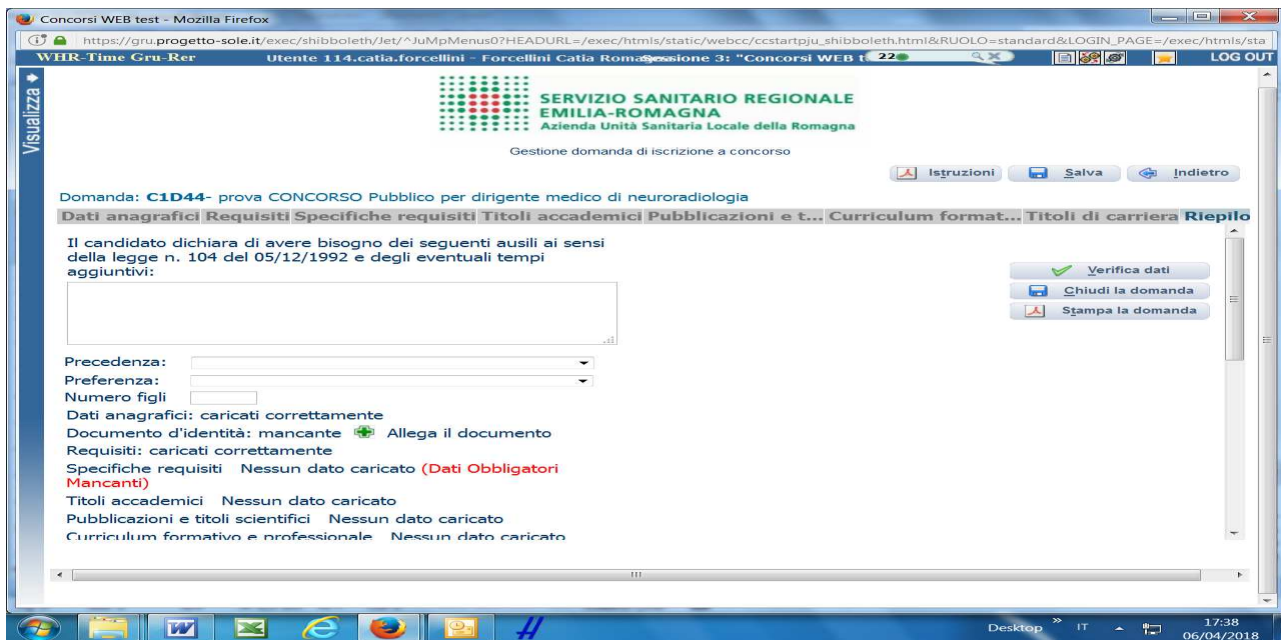 Concorsi WEB test - Mozilla Firefox
https://gru.progetto-sole.it/exec/shibboleth/Jet/^JuMpMenus0?HEADURL=/exec/htmls/static/webcc/ccstartpju_shibboleth.html&RUOLO=standard&LOGIN_PAGE=/exec/htmls/sta
WHR-Time Gru-Rer Utente 114.catia.forcellini - Forcellini Catia 3: "Concorsi WEB t 22 LOG OUT
Visualizza
SERVIZIO SANITARIO REGIONALE
EMILIA-ROMAGNA
Azienda Unità Sanitaria Locale della Romagna
Gestione domanda di iscrizione a concorso
Istruzioni Salva Indietro
Domanda: C1D44- prova CONCORSO Pubblico per dirigente medico di neuroradiologia
Dati anagrafici Requisiti Specifiche requisiti Titoli accademici Pubblicazioni e t... Curriculum format... Titoli di carriera Riepilo
Il candidato dichiara di avere bisogno dei seguenti ausili ai sensi
della legge n. 104 del 05/12/1992 e degli eventuali tempi
aggiuntivi:
Verifica dati
Chiudi la domanda
Stampa la domanda
Precedenza:
Preferenza:
Numero figli
Dati anagrafici: caricati correttamente
Documento d'identità: mancante Allega il documento
Requisiti: caricati correttamente
Specifiche requisiti Nessun dato caricato (Dati Obbligatori
Mancanti)
Titoli accademici Nessun dato caricato
Pubblicazioni e titoli scientifici Nessun dato caricato
Curriculum formativo e professionale Nessun dato caricato
Desktop IT 17:38
06/04/2018